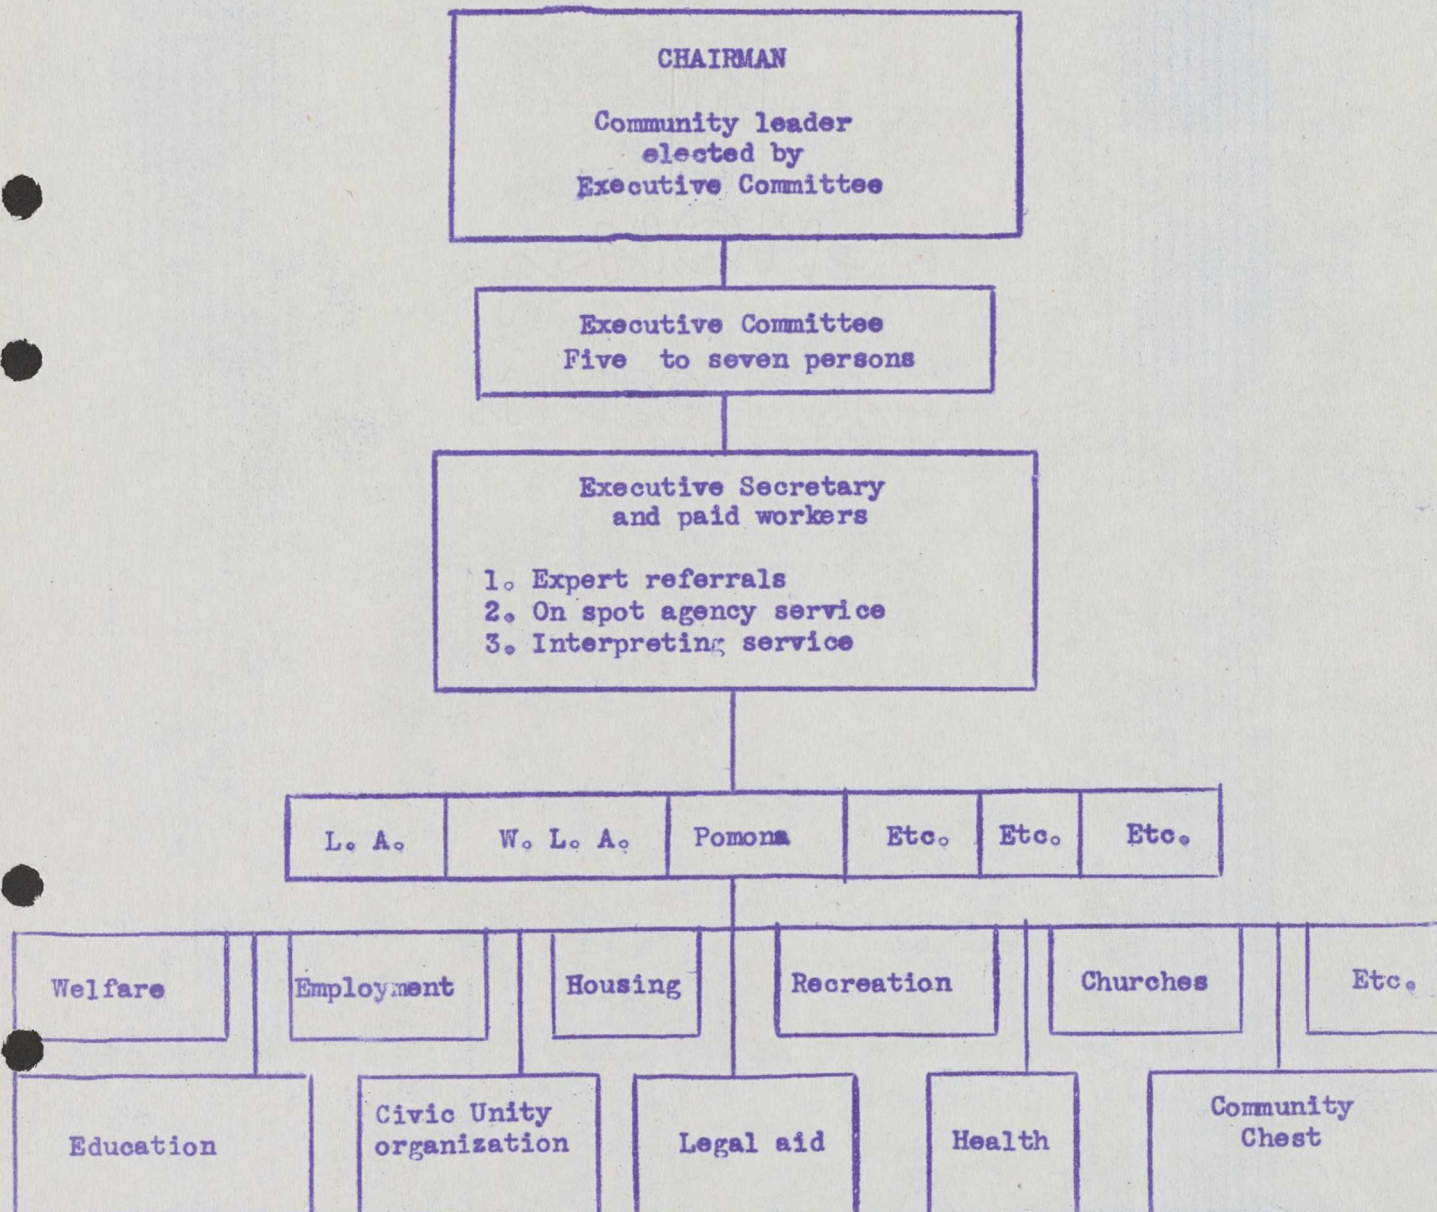 CHAIRMAN
Community leader
elected by
Executive Committee
Executive Committee
Five to seven persons
Executive Secretary
and paid workers
1. Expert referrals
2. On spot agency service
3. Interpreting service
L. A. W. L. A. Pomona Etc. Etc. Etc.
Welfare Employment Housing Recreation Churches Etc.
Education
Civic Unity
organization
Legal aid
Health
Community
Chest